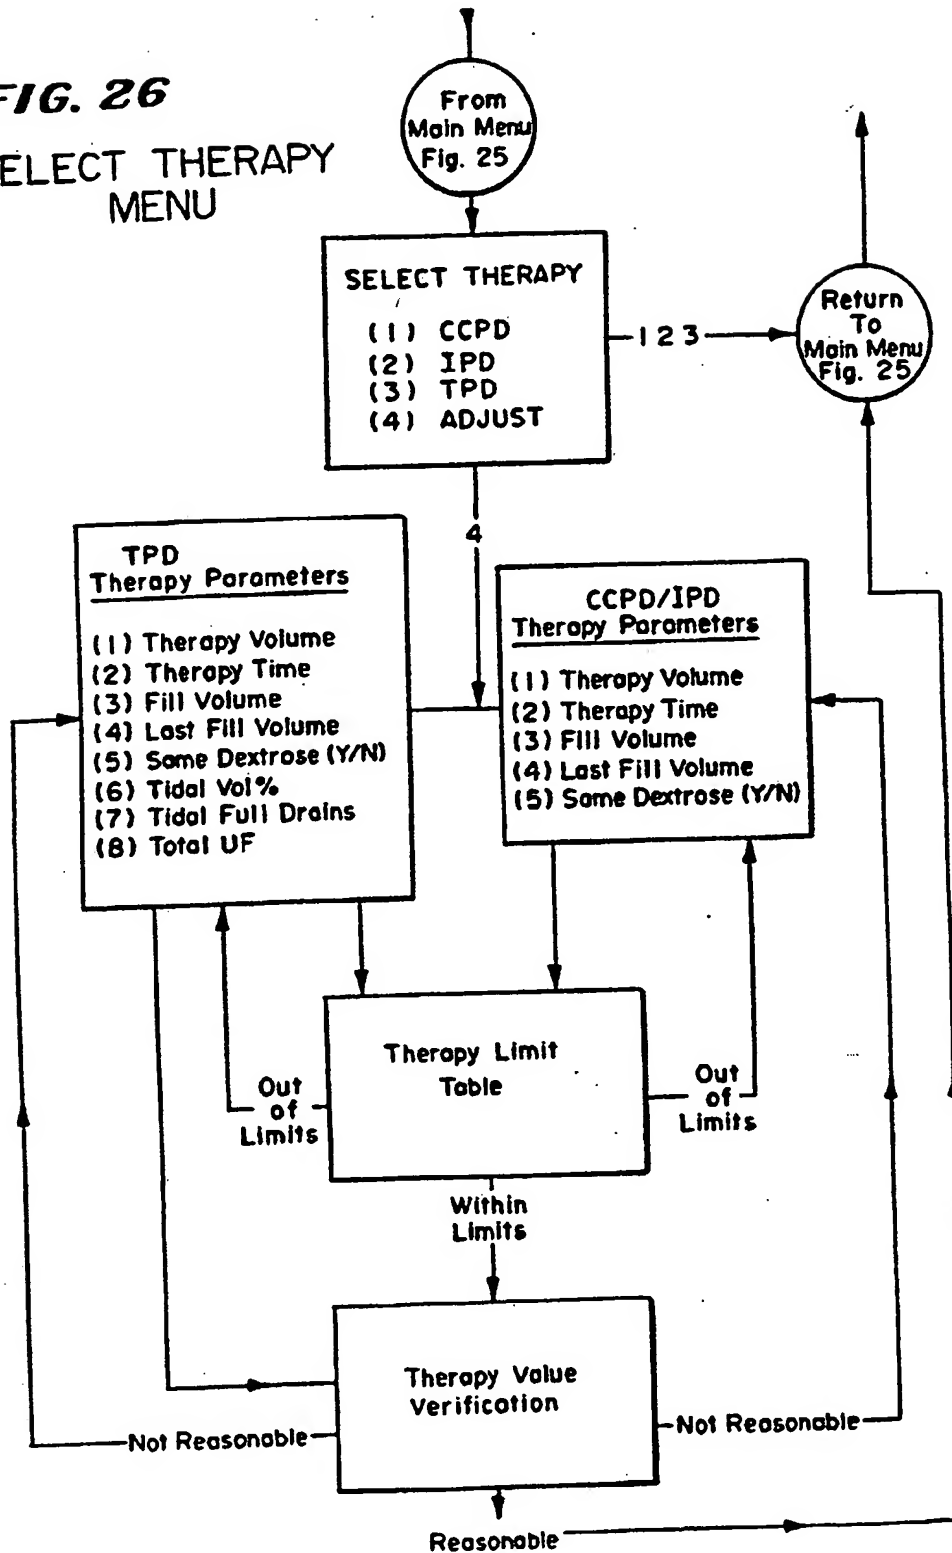 FIG. 26
ELECT THERAPY
MENU
From
Main Menu
Fig. 25
SELECT THERAPY
(1) CCPD
(2) IPD
(3) TPD
(4) ADJUST
1 2 3
Return
To
Main Menu
Fig. 25
4
TPD
Therapy Parameters
(1) Therapy Volume
(2) Therapy Time
(3) Fill Volume
(4) Last Fill Volume
(5) Same Dextrose (Y/N)
(6) Tidal Vol%
(7) Tidal Full Drains
(8) Total UF
CCPD/IPD
Therapy Parameters
(1) Therapy Volume
(2) Therapy Time
(3) Fill Volume
(4) Last Fill Volume
(5) Same Dextrose (Y/N)
Therapy Limit
Table
Out
of
Limits
Out
of
Limits
Within
Limits
Therapy Value
Verification
Not Reasonable
Not Reasonable
Reasonable